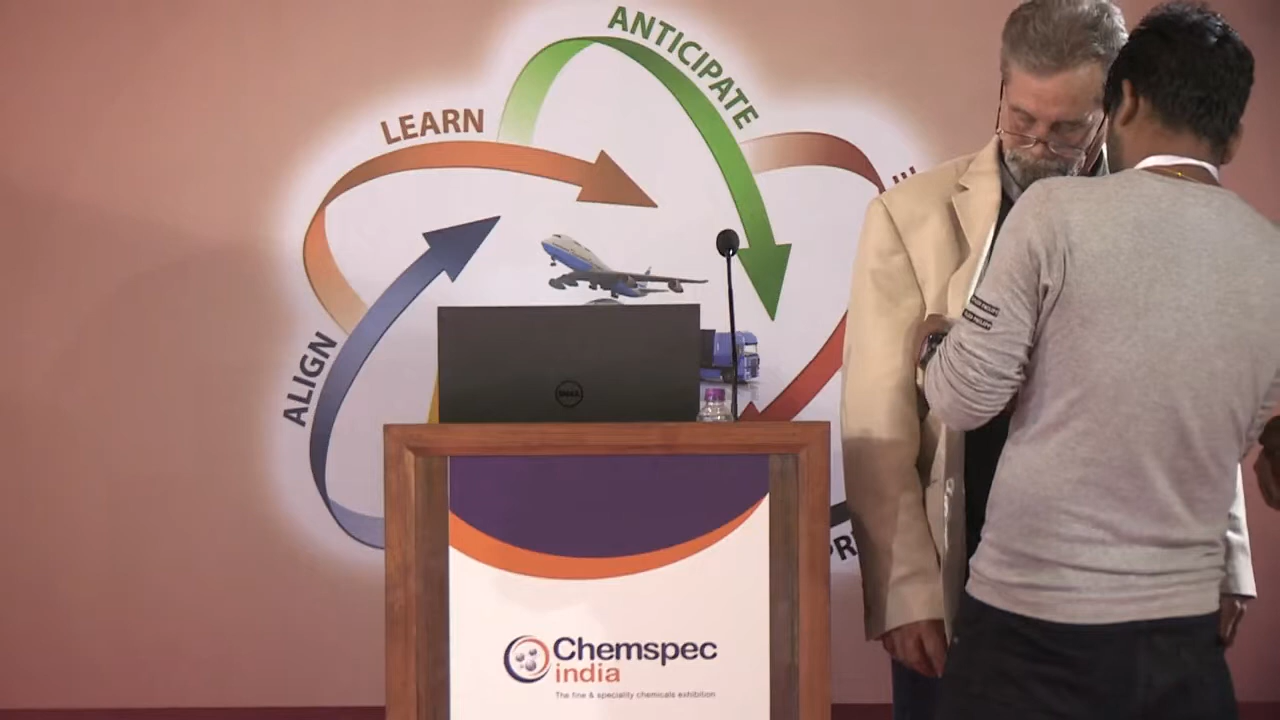 ANTICIPATE
LEARN
ALIGN
DELL
Chemspec
india
The fine & speciality chemicals exhibition